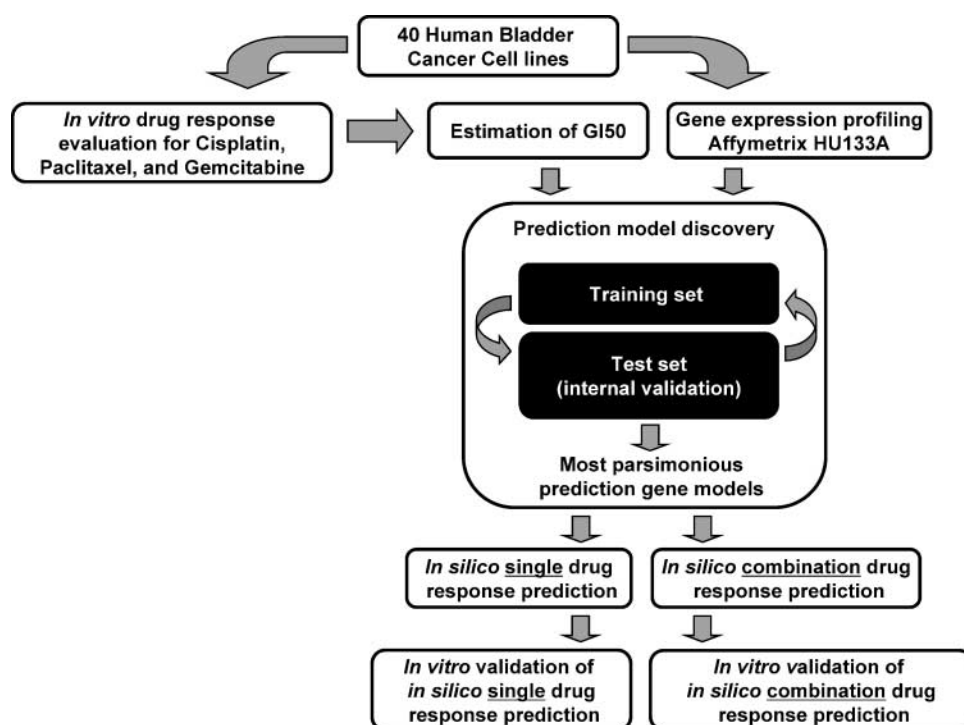 40 Human Bladder
Cancer Cell lines
In vitro drug response
evaluation for Cisplatin,
Paclitaxel, and Gemcitabine
Estimation of GI50
Gene expression profiling
Affymetrix HU133A
Prediction model discovery
Training set
Test set
(internal validation)
Most parsimonious
prediction gene models
In silico single drug
response prediction
In silico combination drug
response prediction
In vitro validation of
in silico single drug
response prediction
In vitro validation of
in silico combination drug
response prediction